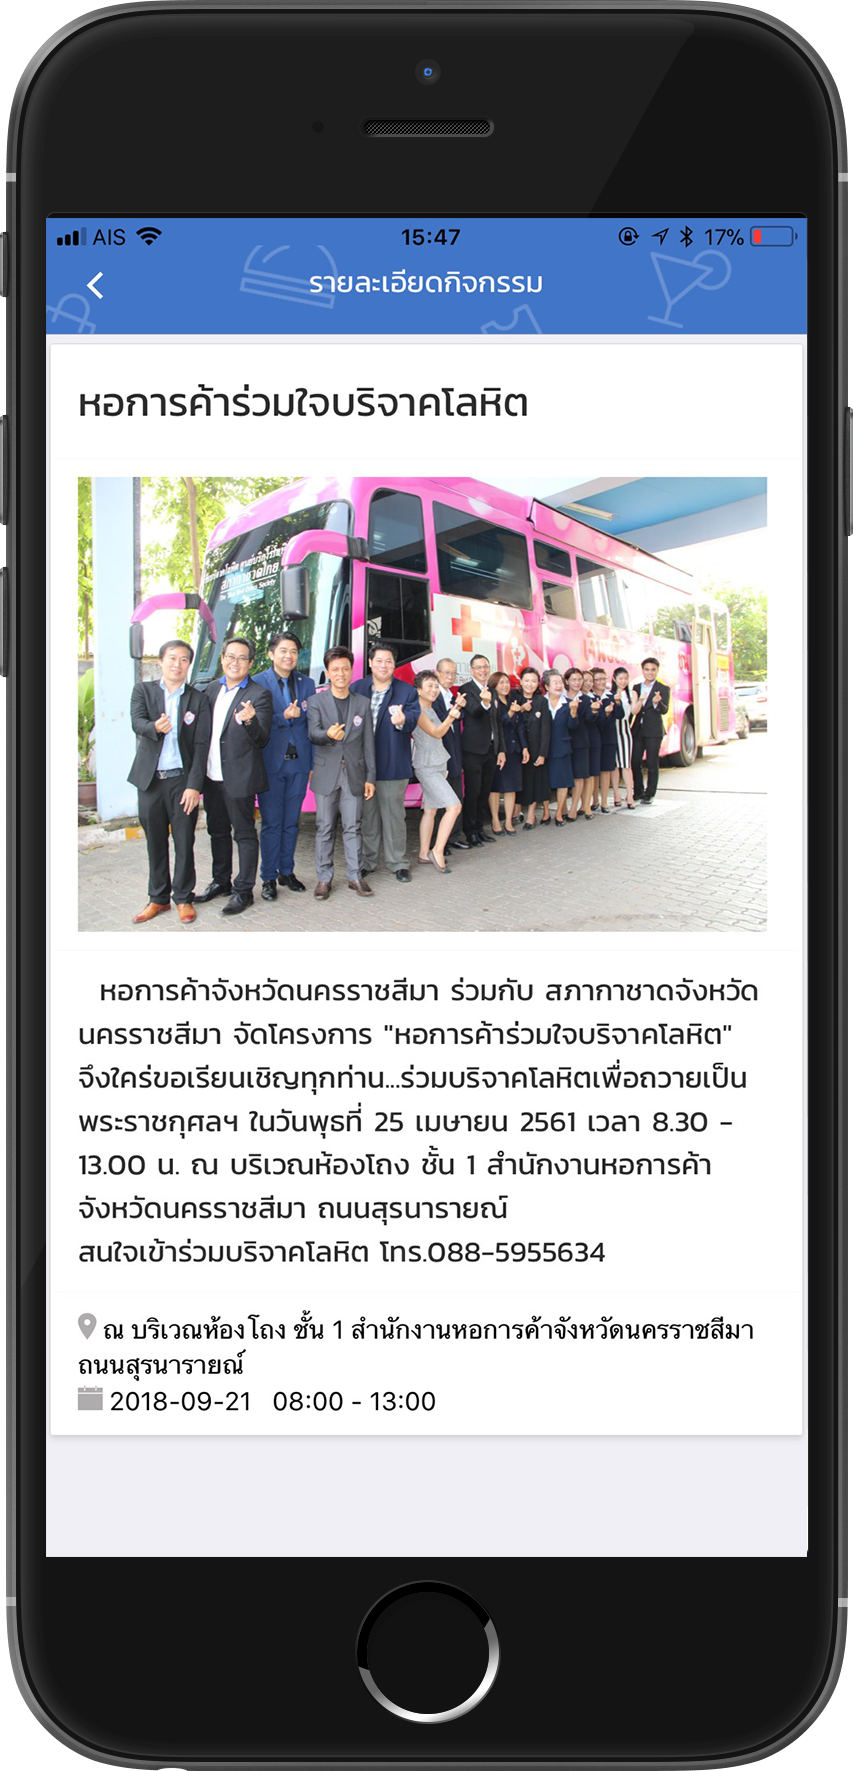 AIS 15:47 17%
รายละเอียดกิจกรรม
หอการค้าร่วมใจบริจาคโลหิต
สภากาชาดไทย
The Thai Red Cross Society
หอการค้าจังหวัดนครราชสีมา ร่วมกับ สภากาชาดจังหวัด
นครราชสีมา จัดโครงการ "หอการค้าร่วมใจบริจาคโลหิต"
จึงใคร่ขอเรียนเชิญทุกท่าน...ร่วมบริจาคโลหิตเพื่อถวายเป็น
พระราชกุศลฯ ในวันพุธที่ 25 เมษายน 2561 เวลา 8.30 -
13.00 น. ณ บริเวณห้องโถง ชั้น 1 สำนักงานหอการค้า
จังหวัดนครราชสีมา ถนนสุรนารายณ์
สนใจเข้าร่วมบริจาคโลหิต โทร.088-5955634
ณ บริเวณห้องโถง ชั้น 1 สำนักงานหอการค้าจังหวัดนครราชสีมา
ถนนสุรนารายณ์
2018-09-21 08:00 - 13:00